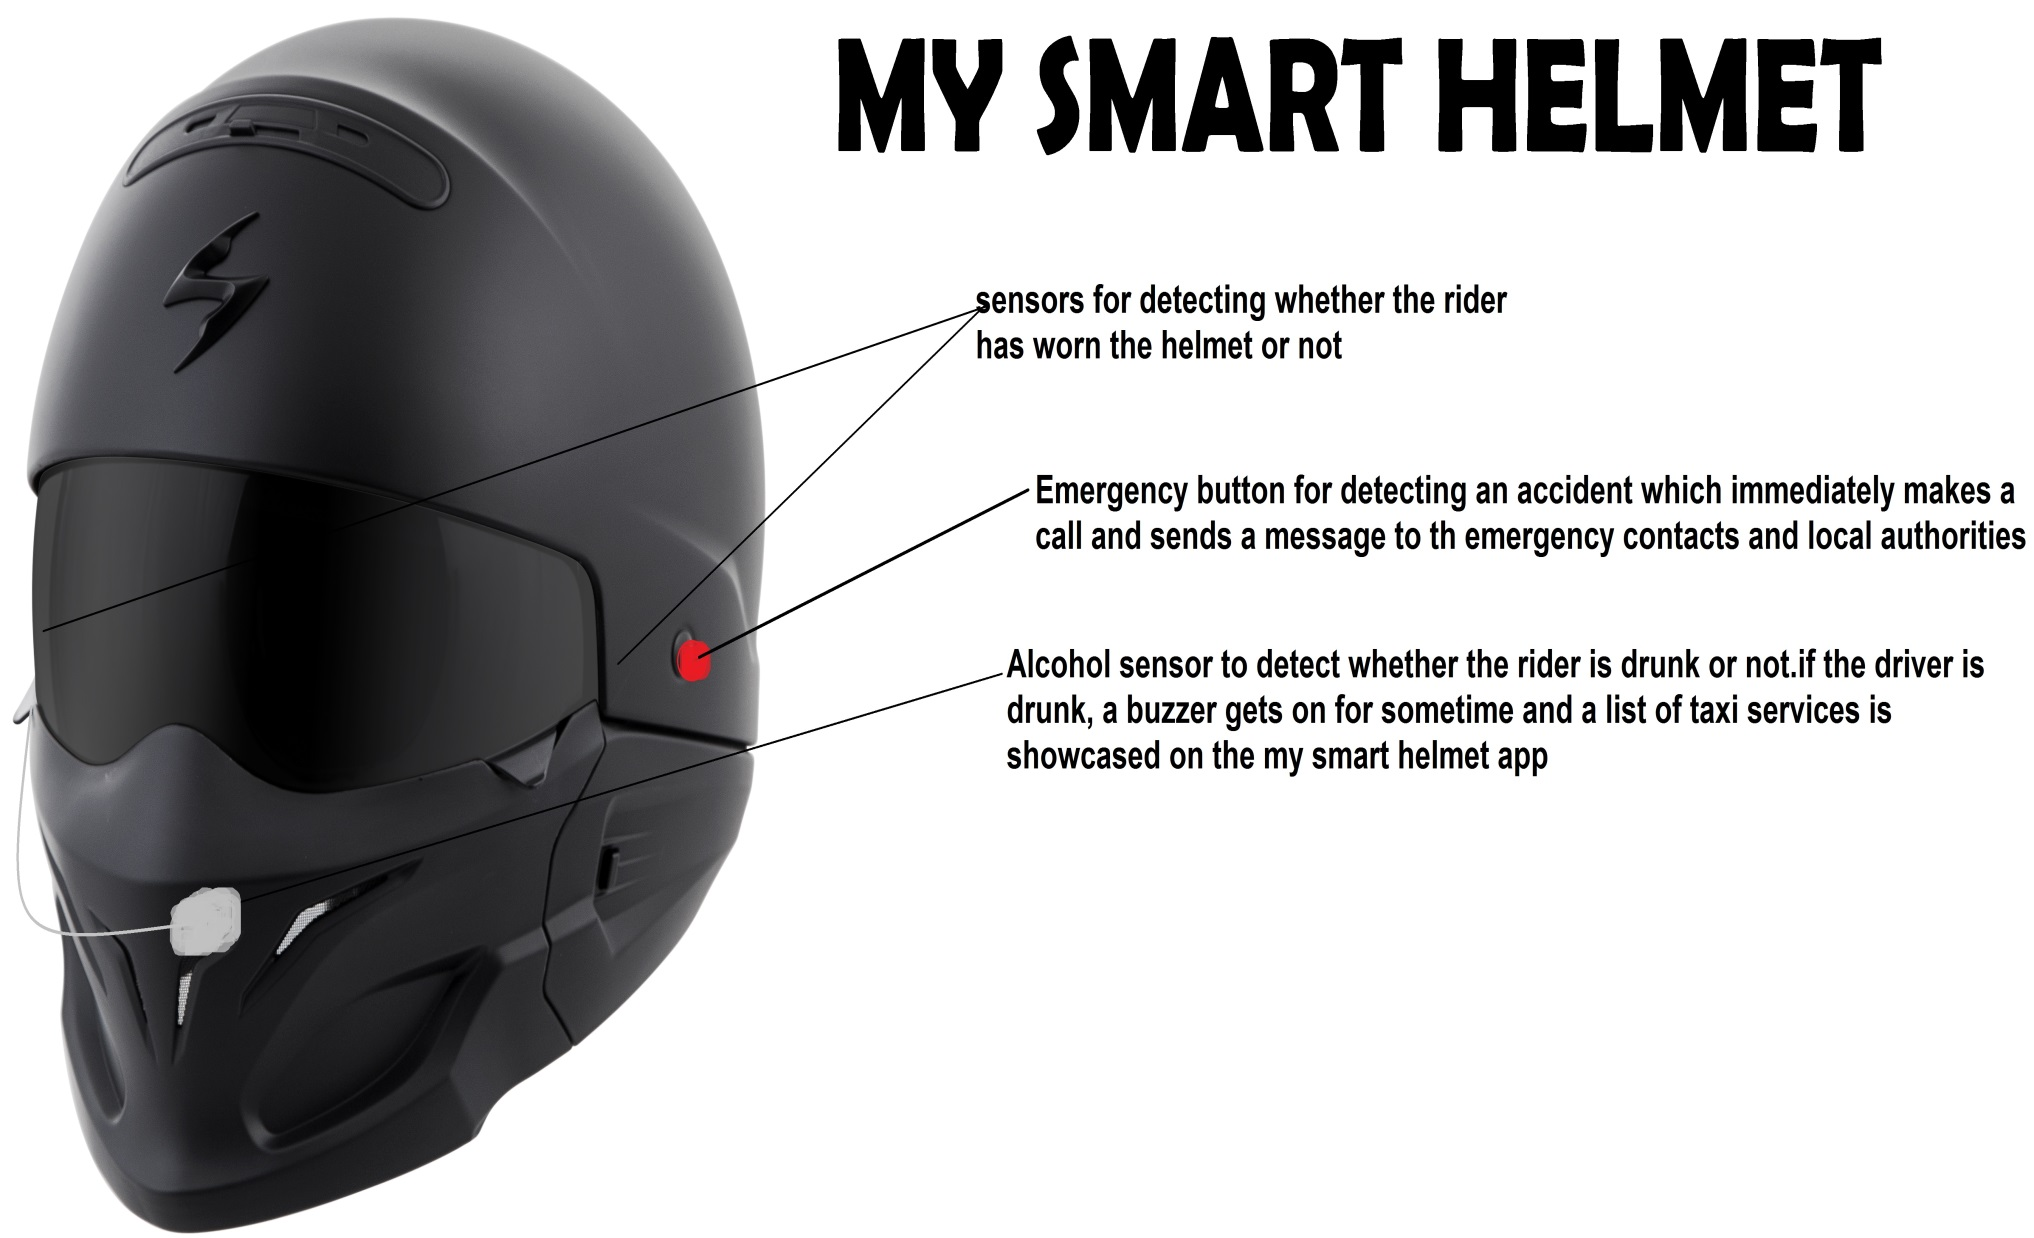 MY SMART HELMET
sensors for detecting whether the rider
has worn the helmet or not
Emergency button for detecting an accident which immediately makes a
call and sends a message to th emergency contacts and local authorities
Alcohol sensor to detect whether the rider is drunk or not.if the driver is
drunk, a buzzer gets on for sometime and a list of taxi services is
showcased on the my smart helmet app